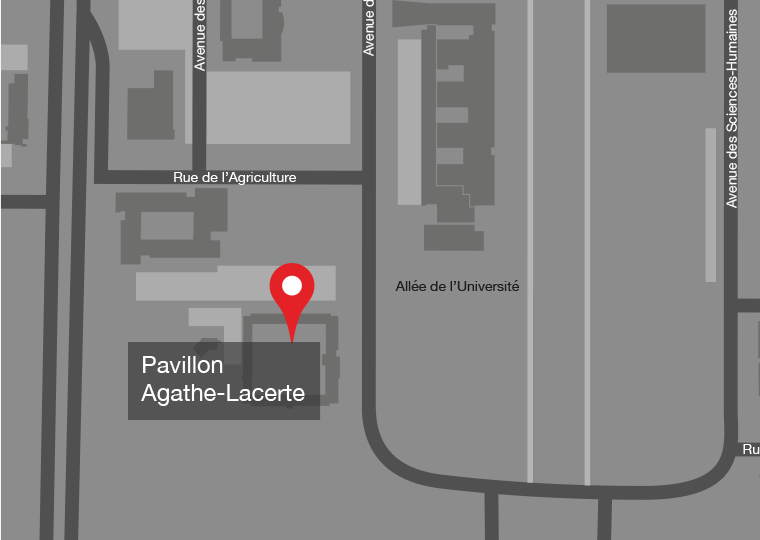 Avenue des
Avenue d
Avenue des Sciences-Humaines
Rue de l'Agriculture
Allée de l'Université
Pavillon
Agathe-Lacerte
Ru